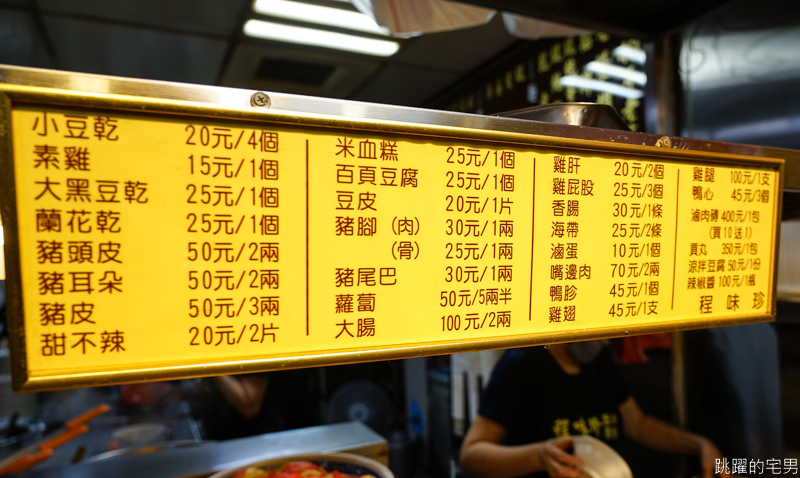 小豆乾 20元/4個
素雞 15元/1個
大黑豆乾 25元/1個
蘭花乾 25元/1個
豬頭皮 50元/2兩
豬耳朵 50元/2兩
豬皮 50元/3兩
甜不辣 20元/2片
米血糕 25元/1個
百頁豆腐 25元/1個
豆皮 20元/1片
豬腳（肉） 30元/1兩
（骨） 25元/1兩
豬尾巴 30元/1兩
蘿蔔 50元/5兩半
大腸 100元/2兩
雞肝 20元/2個
雞屁股 25元/3個
香腸 30元/1條
海帶 25元/2條
滷蛋 10元/1個
嘴邊肉 70元/2兩
鴨胗 45元/1個
雞翅 45元/1支
雞腿 100元/1支
鴨心 45元/3個
滷肉磚 400元/1包
（買10送1）
貢丸 350元/1包
涼拌豆腐 50元/1份
辣椒醬 100元/1瓶
程味珍
跳躍的宅男